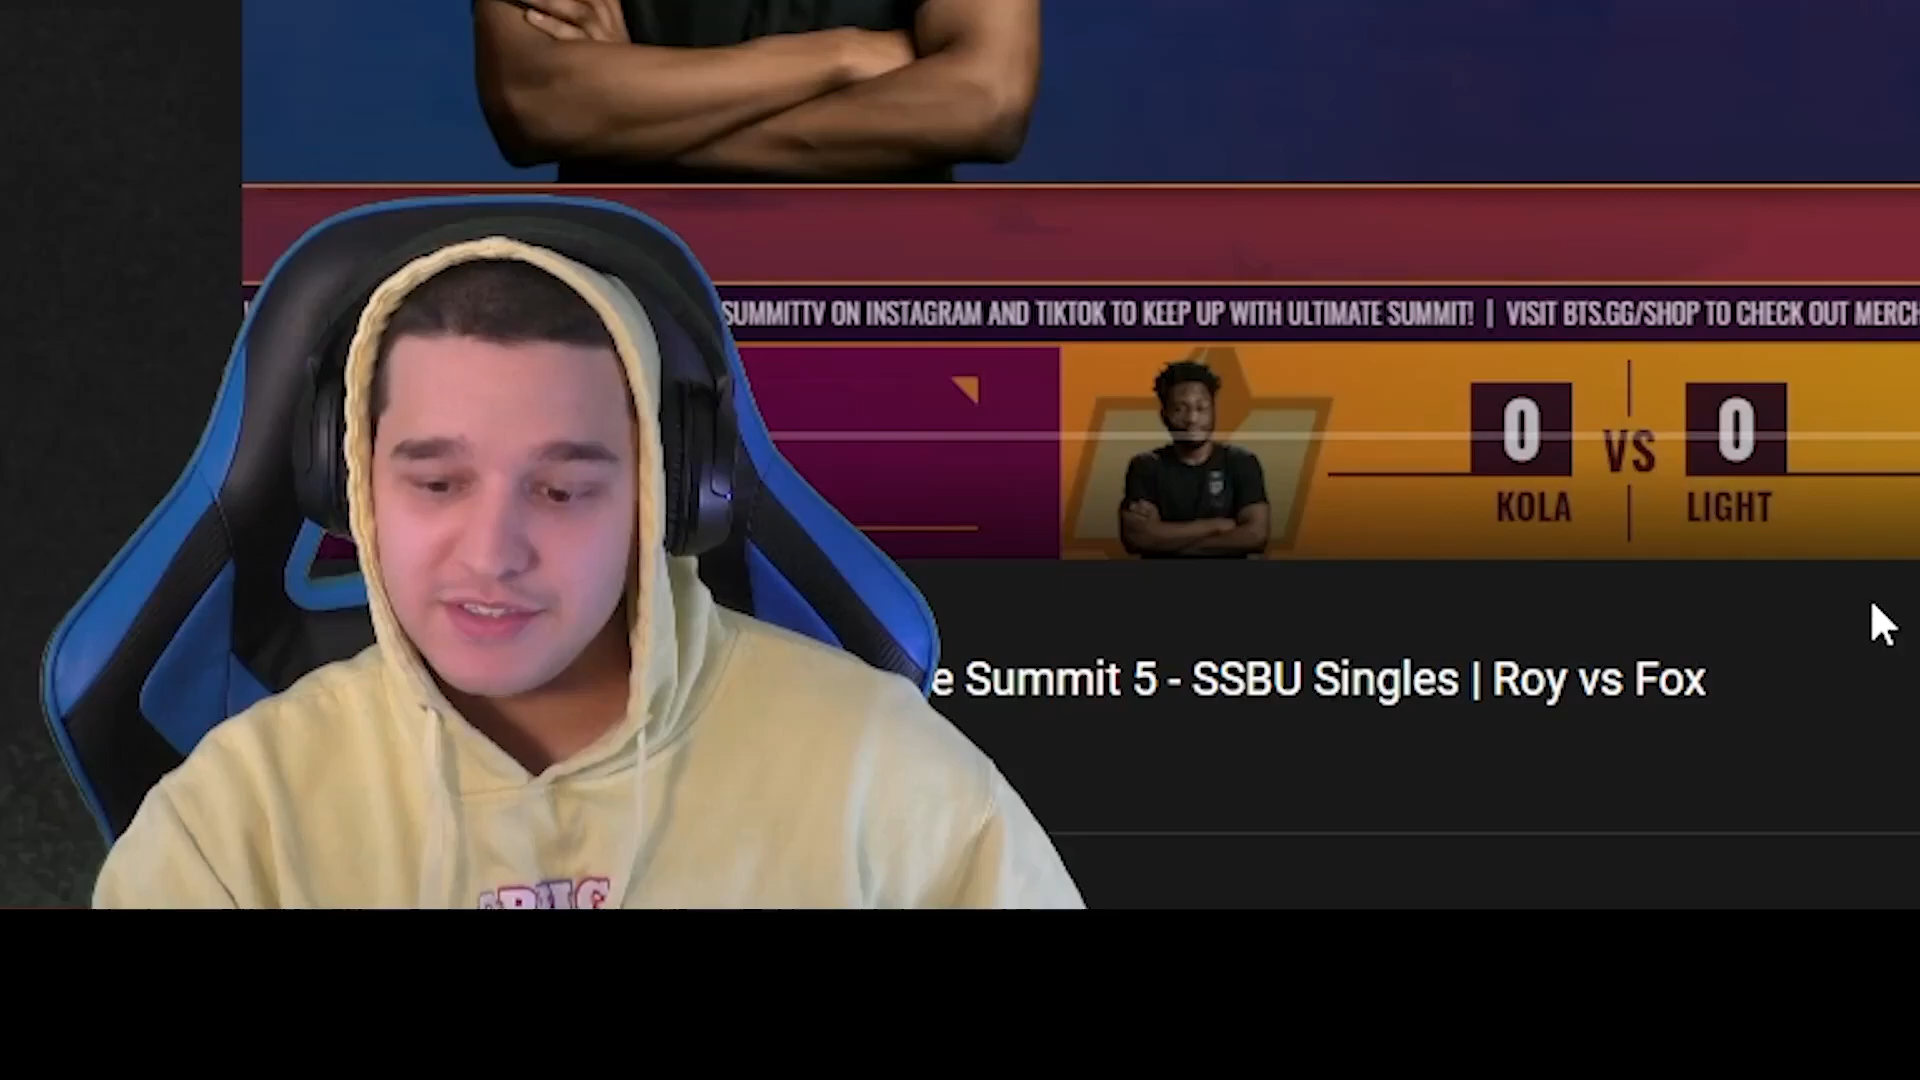 SUMMITTV ON INSTAGRAM AND TIKTOK TO KEEP UP WITH ULTIMATE SUMMIT! | VISIT BTS.GG/SHOP TO CHECK OUT MERCH
0 VS 0
KOLA LIGHT
e Summit 5 - SSBU Singles | Roy vs Fox